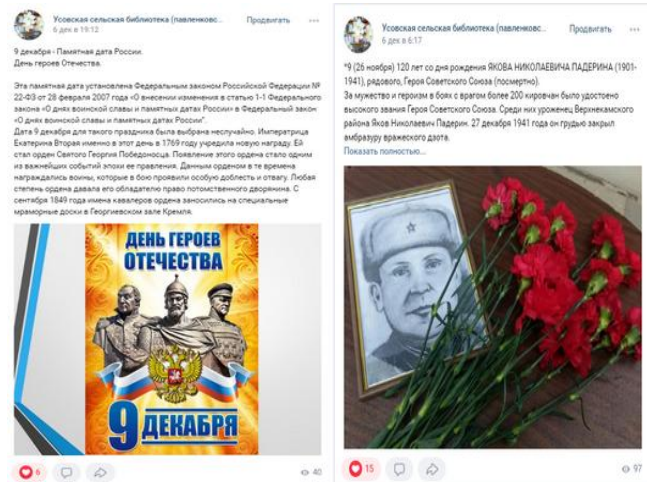 Усовская сельская библиотека (павленковс...
Продвигать
6 дек в 19:12
9 декабря - Памятная дата России.
День героев Отечества.
Эта памятная дата установлена Федеральным законом Российской Федерации №
22-ФЗ от 28 февраля 2007 года «О внесении изменения в статью 1-1 Федерального
закона «О днях воинской славы и памятных датах России» в Федеральный закон
«О днях воинской славы и памятных датах России".
Дата 9 декабря для такого праздника была выбрана неслучайно. Императрица
Екатерина Вторая именно в этот день в 1769 году учредила новую награду. Ей
стал орден Святого Георгия Победоносца. Появление этого ордена стало одним
из важнейших событий эпохи ее правления. Данным орденом в те времена
награждались воины, которые в бою проявили особую доблесть и отвагу. Любая
степень ордена давала его обладателю право потомственного дворянина. С
сентября 1849 года имена кавалеров ордена заносились на специальные
мраморные доски в Георгиевском зале Кремля.
ДЕНЬ ГЕРОЕВ
ОТЕЧЕСТВА
9 ДЕКАБРЯ
6
40
Усовская сельская библиотека (павленковс...
Продвигать
6 дек в 6:17
"9 (26 ноября) 120 лет со дня рождения ЯКОВА НИКОЛАЕВИЧА ПАДЕРИНА (1901-
1941), рядового, Героя Советского Союза (посмертно).
За мужество и героизм в боях с врагом более 200 кировчан было удостоено
высокого звания Героя Советского Союза. Среди них уроженец Верхнекамского
района Яков Николаевич Падерин. 27 декабря 1941 года он грудью закрыл
амбразуру вражеского дзота.
Показать полностью...
15
97